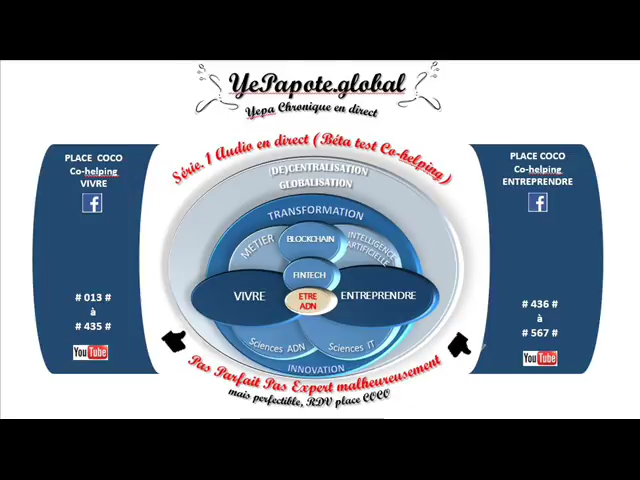 YePapote.global
Yepa Chronique en direct
Série.1 Audio en direct (Béta test Co-helping)
PLACE COCO
Co-helping
VIVRE
# 013 #
à
# 435 #
YouTube
(DE)CENTRALISATION
GLOBALISATION
TRANSFORMATION
METIER
BLOCKCHAIN
INTELLIGENCE
ARTIFICIELLE
FINTECH
VIVRE
ETRE
ADN
ENTREPRENDRE
Sciences ADN
Sciences IT
INNOVATION
PLACE COCO
Co-helping
ENTREPRENDRE
# 436 #
à
# 567 #
YouTube
Pas Parfait Pas Expert malheureusement
mais perfectible, RDV place COCO